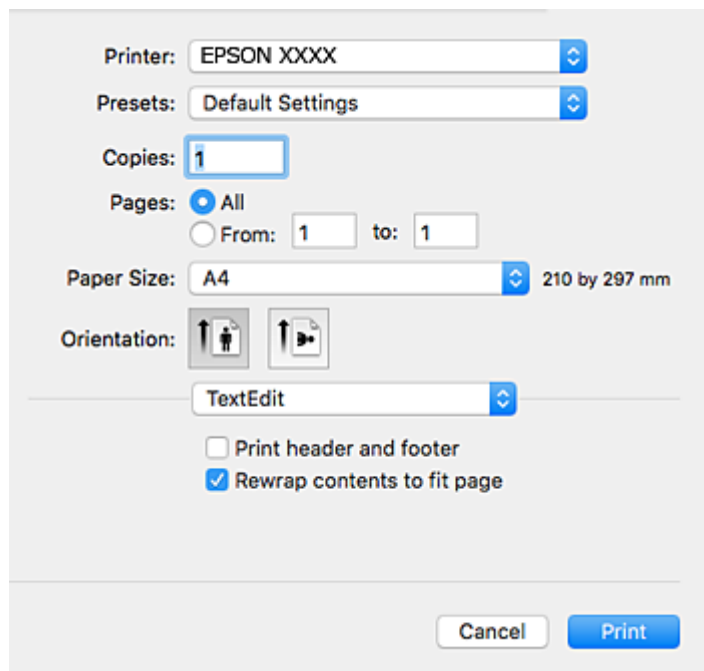 Printer: EPSON XXXX
Presets: Default Settings
Copies: 1
Pages: All
From: 1 to: 1
Paper Size: A4 210 by 297 mm
Orientation:
TextEdit
Print header and footer
Rewrap contents to fit page
Cancel Print